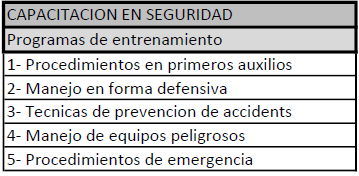 CAPACITACION EN SEGURIDAD
Programas de entrenamiento
1- Procedimientos en primeros auxilios
2- Manejo en forma defensiva
3- Tecnicas de prevencion de accidents
4- Manejo de equipos peligrosos
5- Procedimientos de emergencia